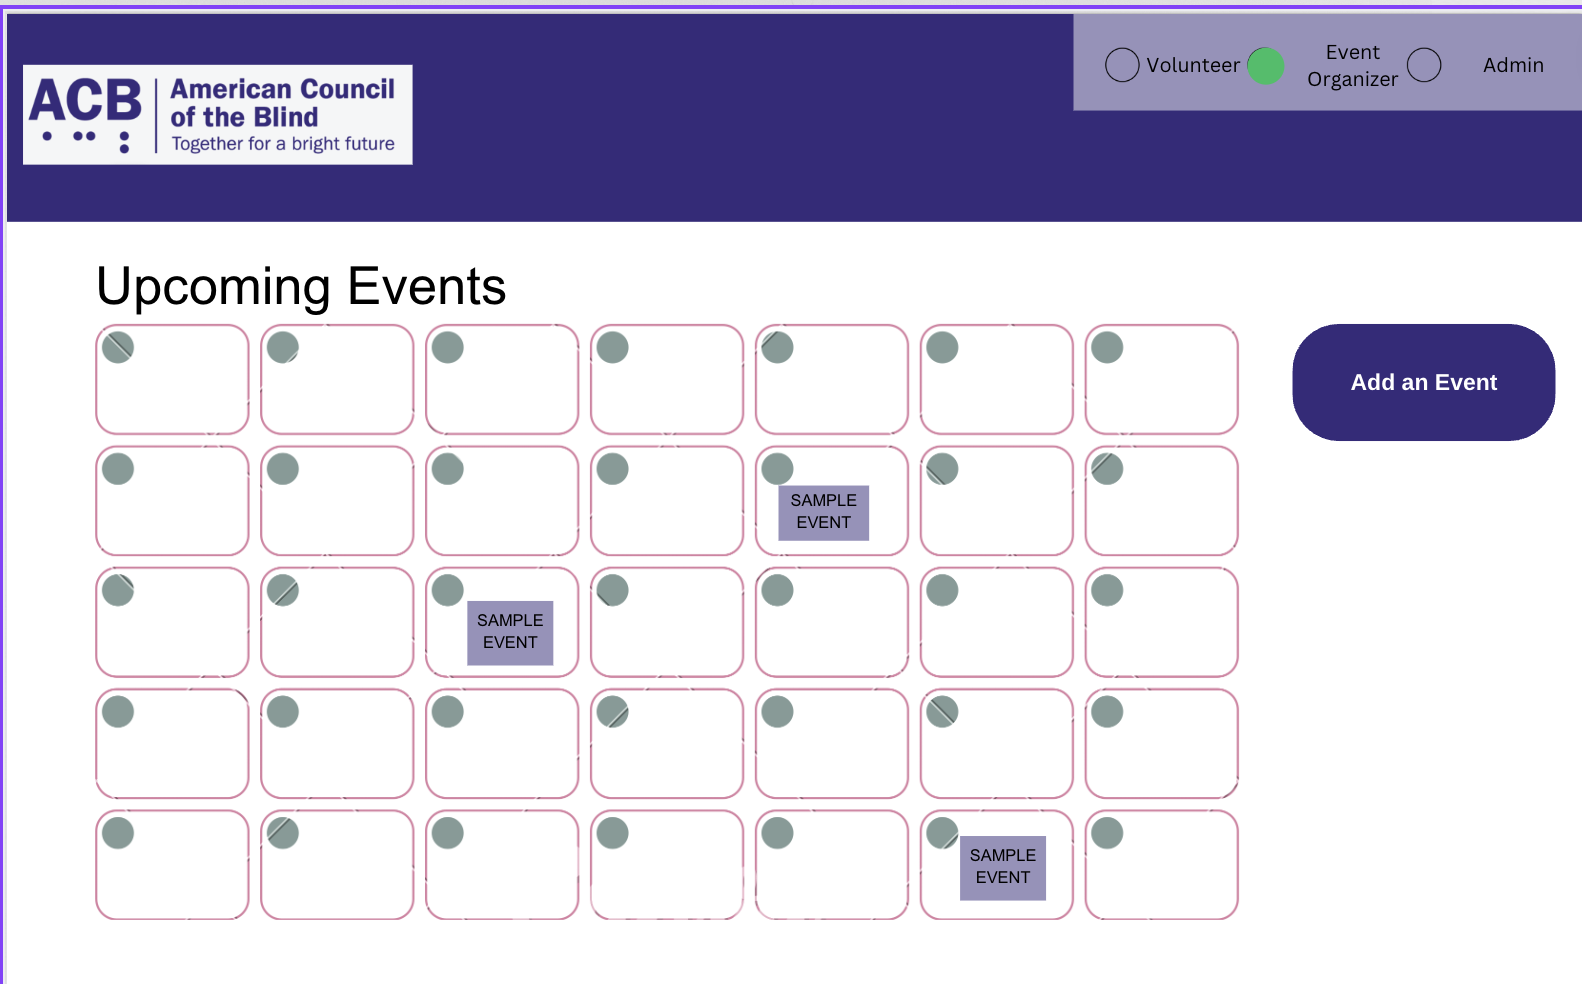 ACB
American Council
of the Blind
Together for a bright future
Volunteer
Event
Organizer
Admin
Upcoming Events
Add an Event
SAMPLE
EVENT
SAMPLE
EVENT
SAMPLE
EVENT